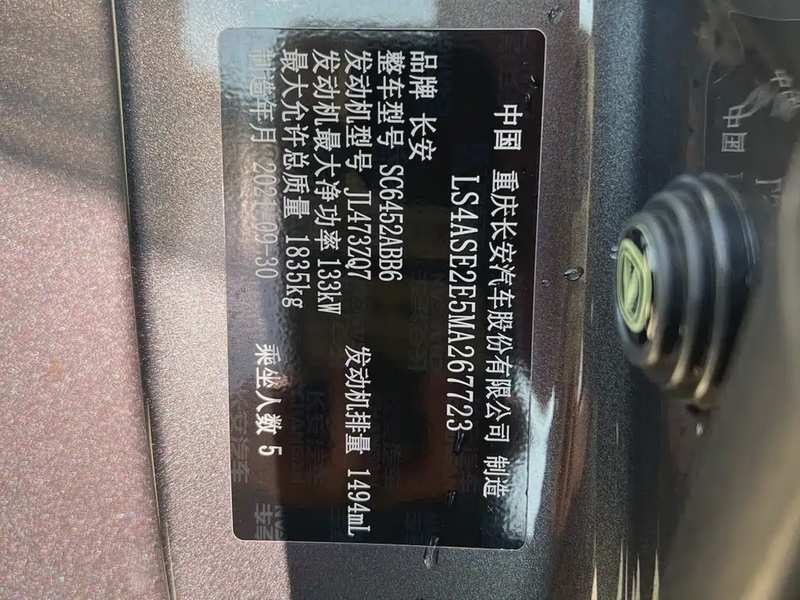 中国 重庆长安汽车股份有限公司 制造
LS4ASE2E5MA267723
品牌 长安
整车型号 SC6452ABB6
发动机型号 JL473ZQ7 发动机排量 1494mL
发动机最大净功率 133kW
最大允许总质量 1835kg
制造年月 2021-09-30 乘坐人数 5
中国